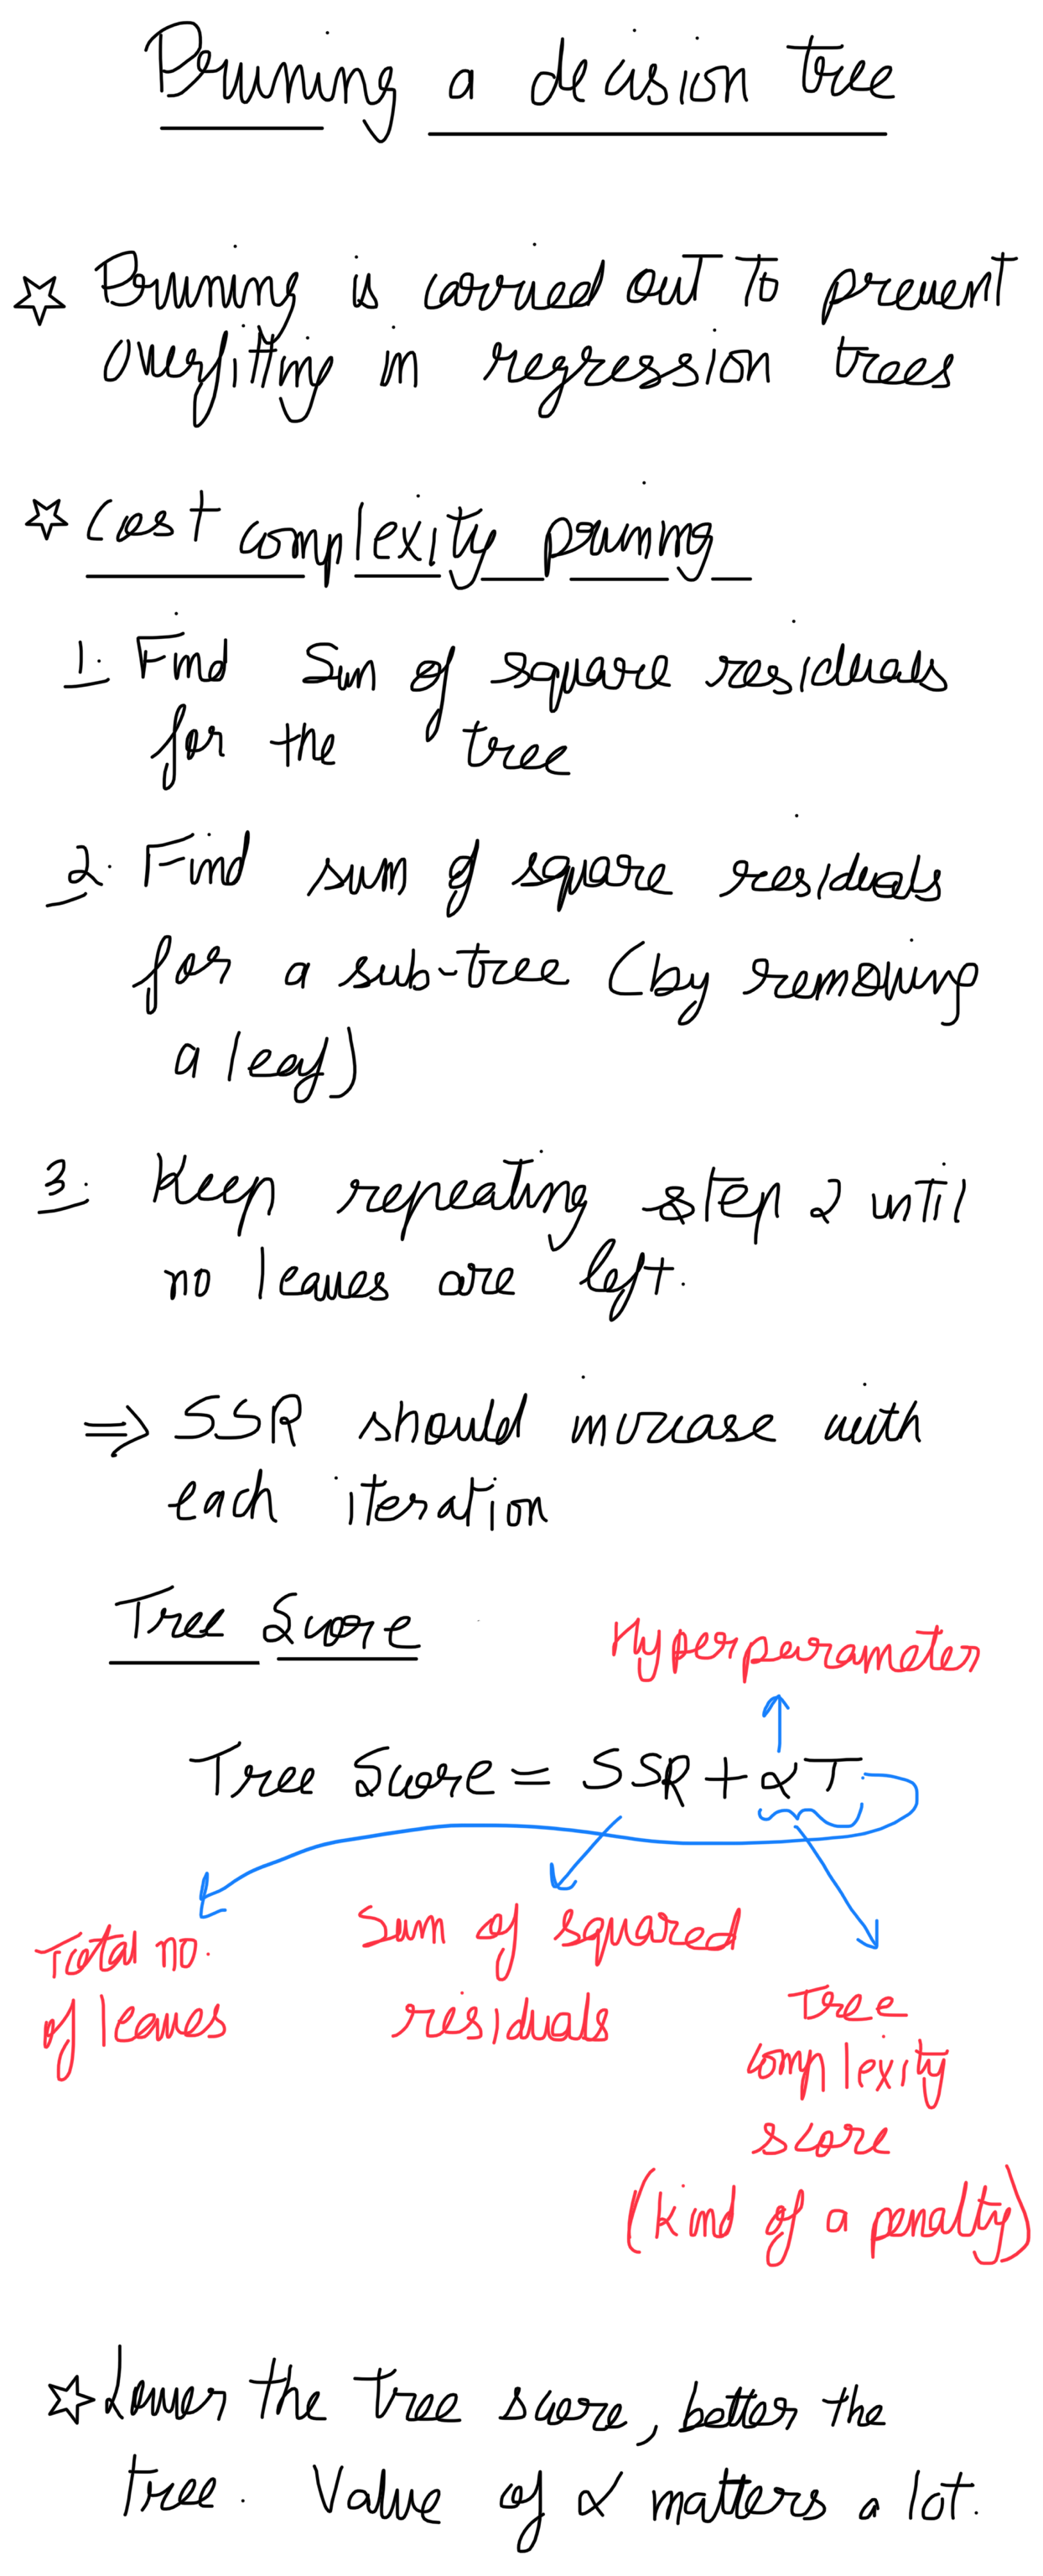 Pruning a decision tree
☆ Pruning is carried out to prevent
overfitting in regression trees
☆ Cost complexity pruning
1. Find Sum of square residuals
for the tree
2. Find sum of square residuals
for a sub-tree (by removing
a leaf)
3. Keep repeating step 2 until
no leaves are left.
⇒ SSR should increase with
each iteration
Tree Score
Hyperparameter
Tree Score = SSR + αT
Total no.
of leaves
Sum of squared
residuals
Tree
complexity
score
(kind of a penalty)
☆ Lower the tree score, better the
tree. Value of α matters a lot.